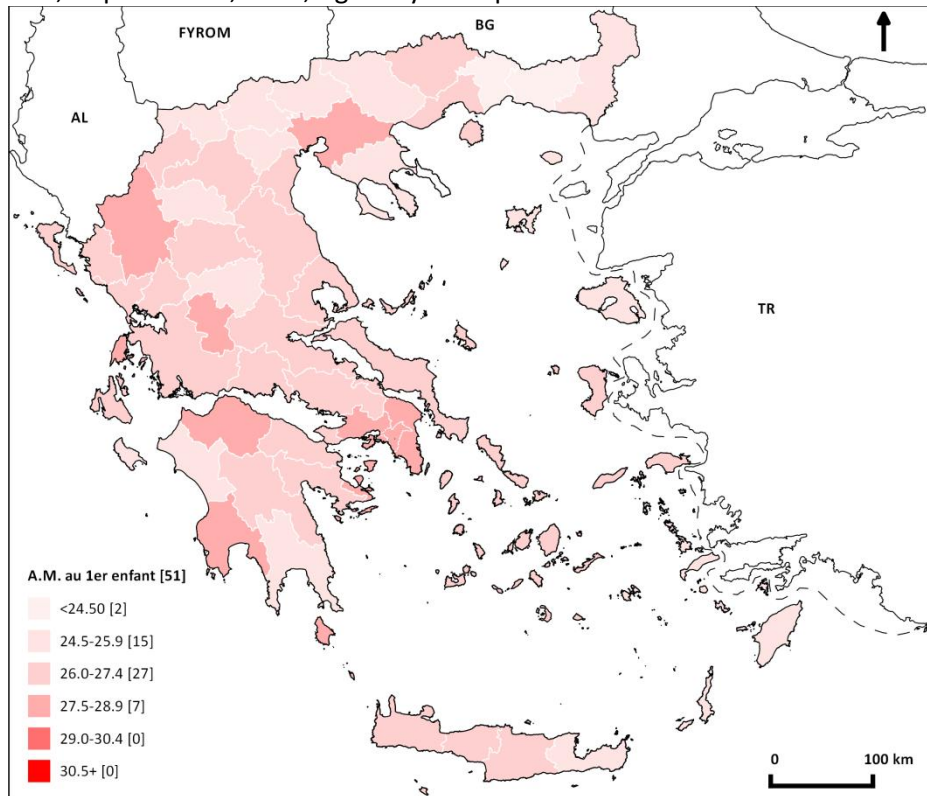 FYROM
BG
AL
TR
A.M. au 1er enfant [51]
<24.50 [2]
24.5-25.9 [15]
26.0-27.4 [27]
27.5-28.9 [7]
29.0-30.4 [0]
30.5+ [0]
0 100 km